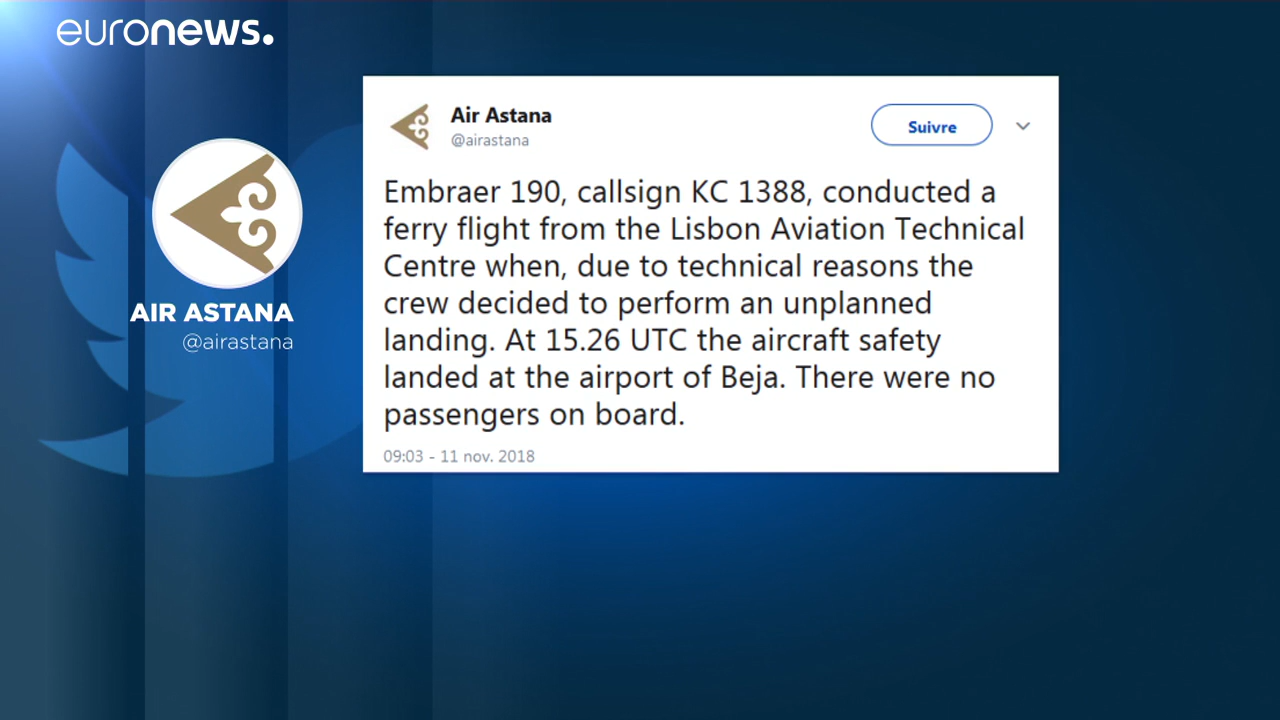 euronews.
Air Astana
@airastana
Suivre
Embraer 190, callsign KC 1388, conducted a
ferry flight from the Lisbon Aviation Technical
Centre when, due to technical reasons the
crew decided to perform an unplanned
landing. At 15.26 UTC the aircraft safety
landed at the airport of Beja. There were no
passengers on board.
09:03 - 11 nov. 2018
AIR ASTANA
@airastana